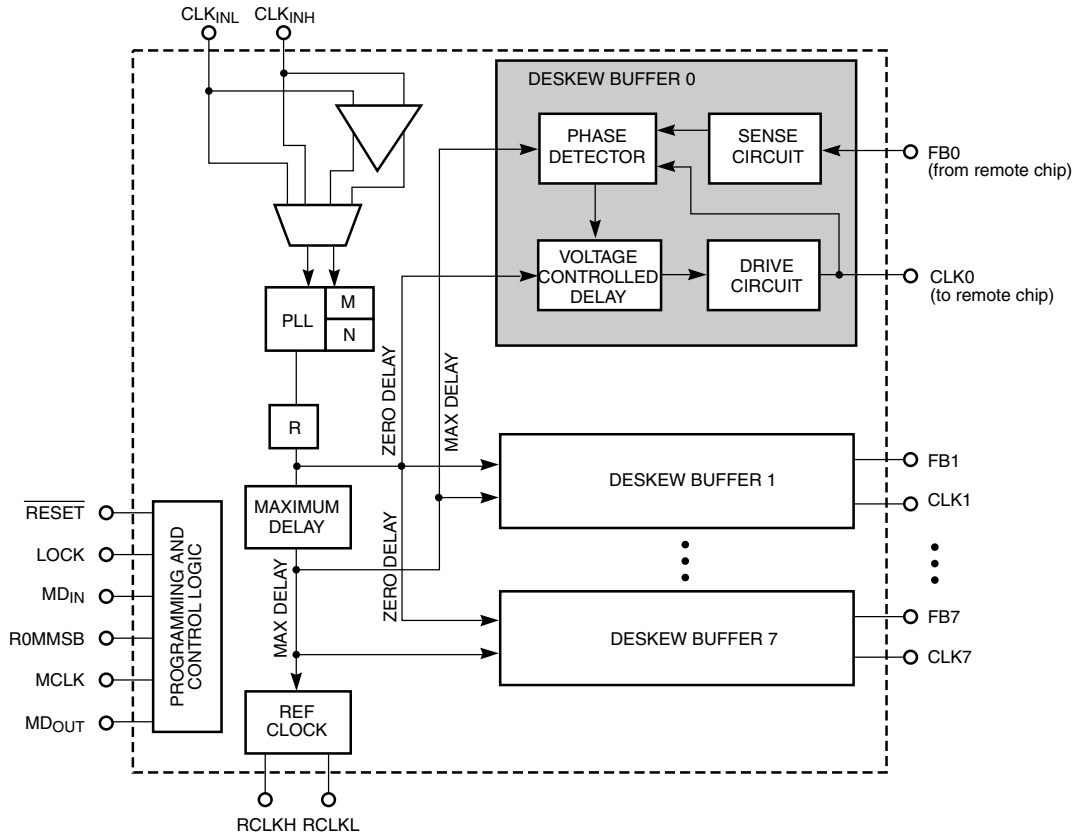 CLKINL
CLKINH
DESKEW BUFFER 0
PHASE
DETECTOR
SENSE
CIRCUIT
FB0
(from remote chip)
VOLTAGE
CONTROLLED
DELAY
DRIVE
CIRCUIT
CLK0
(to remote chip)
PLL
M
N
ZERO DELAY
MAX DELAY
R
DESKEW BUFFER 1
FB1
CLK1
MAXIMUM
DELAY
RESET
LOCK
MDIN
R0MMSB
MCLK
MDOUT
PROGRAMMING AND
CONTROL LOGIC
MAX DELAY
ZERO DELAY
DESKEW BUFFER 7
FB7
CLK7
REF
CLOCK
RCLKH
RCLKL